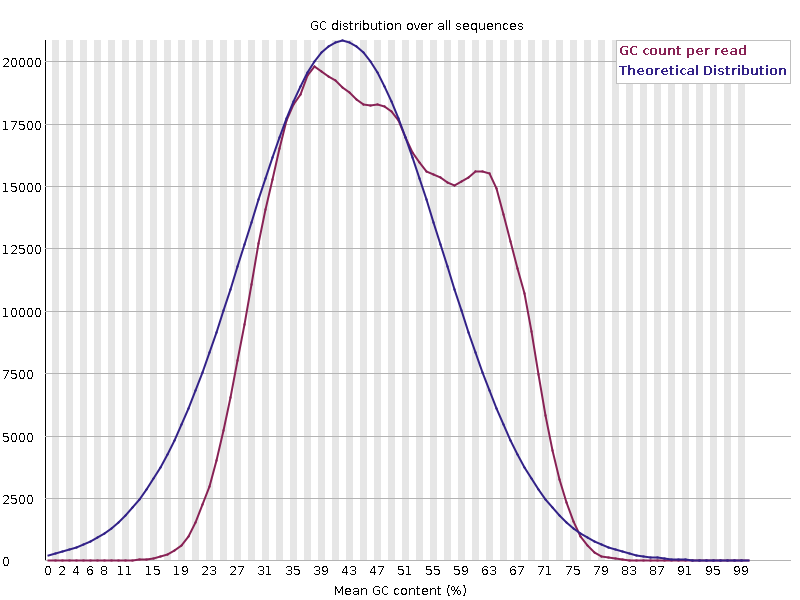 GC distribution over all sequences
GC count per read
Theoretical Distribution
20000
17500
15000
12500
10000
7500
5000
2500
0
0 2 4 6 8 11 15 19 23 27 31 35 39 43 47 51 55 59 63 67 71 75 79 83 87 91 95 99
Mean GC content (%)